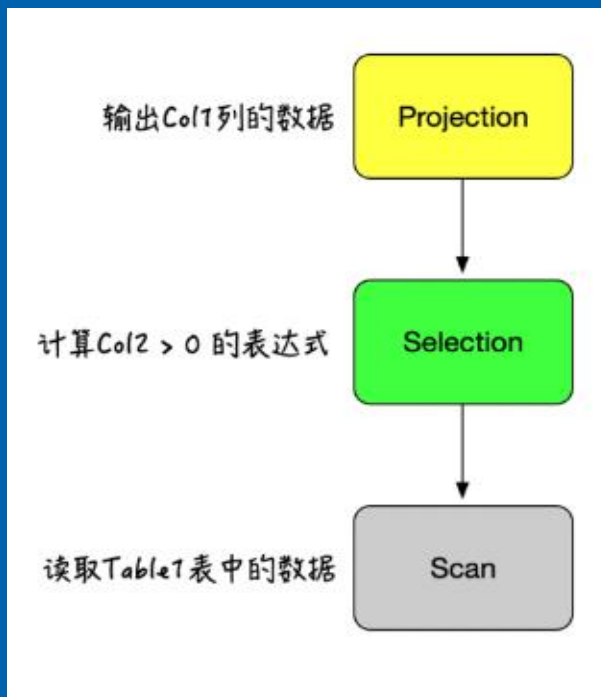 输出Col1列的数据
Projection
计算Col2 > 0 的表达式
Selection
读取Table1表中的数据
Scan